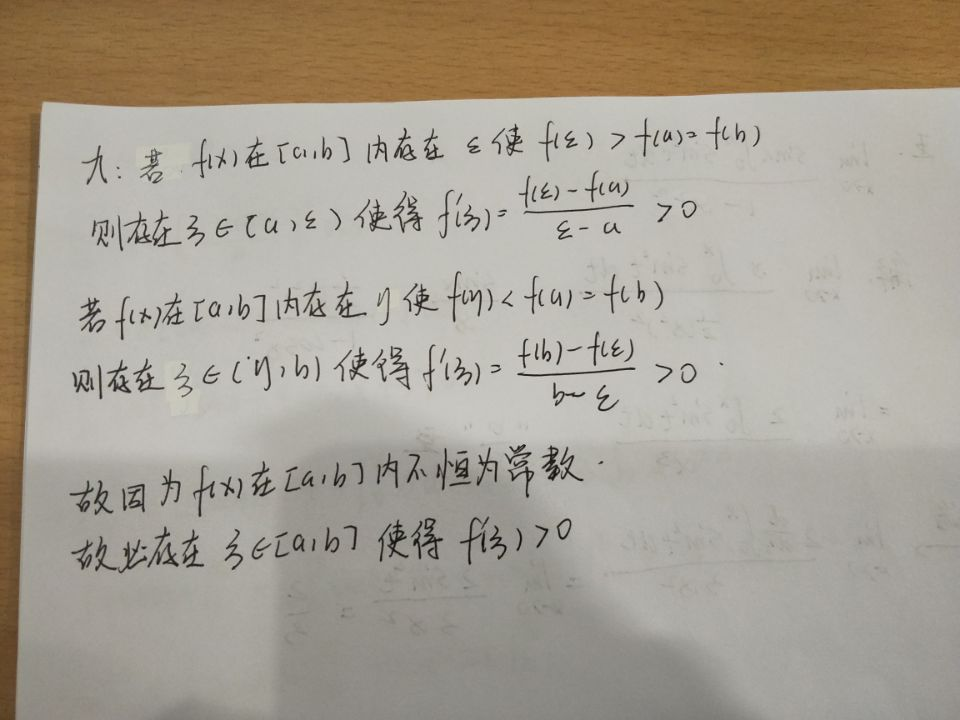 九：若 f(x) 在 [a,b] 内存在 ε 使 f(ε) > f(a) = f(b)
则存在 ξ ∈ [a, ε) 使得 f'(ξ) = \frac{f(ε) - f(a)}{ε - a} > 0
若 f(x) 在 [a,b] 内存在 η 使 f(η) < f(a) = f(b)
则存在 ξ ∈ (η, b) 使得 f'(ξ) = \frac{f(b) - f(ε)}{b - ε} > 0.
故因为 f(x) 在 [a,b] 内不恒为常数.
故必存在 ξ ∈ [a,b] 使得 f'(ξ) > 0